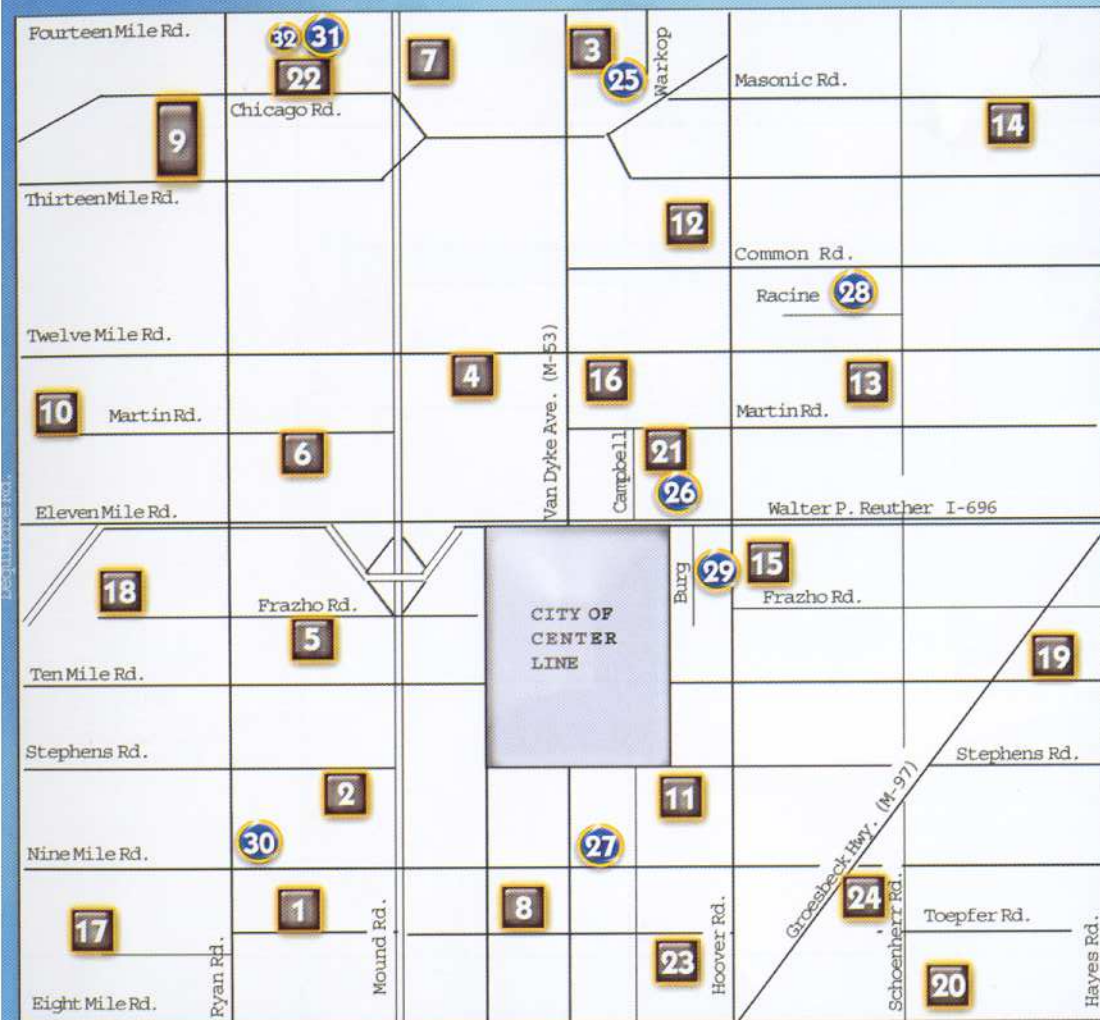 Fourteen Mile Rd.
32
31
22
7
3
25
Warkop
Masonic Rd.
Chicago Rd.
9
14
Thirteen Mile Rd.
12
Common Rd.
Racine
28
Twelve Mile Rd.
Van Dyke Ave. (M-53)
4
16
13
10
Martin Rd.
Martin Rd.
6
Campbell
21
26
Dequindre Rd.
Eleven Mile Rd.
Walter P. Reuther I-696
18
Frazho Rd.
5
CITY OF
CENTER
LINE
Burg
29
15
Frazho Rd.
19
Ten Mile Rd.
Stephens Rd.
Stephens Rd.
2
11
Groesbeck Hwy. (M-97)
30
27
Nine Mile Rd.
1
8
24
17
Toepfer Rd.
23
20
Eight Mile Rd.
Ryan Rd.
Mound Rd.
Hoover Rd.
Schoenherr Rd.
Hayes Rd.